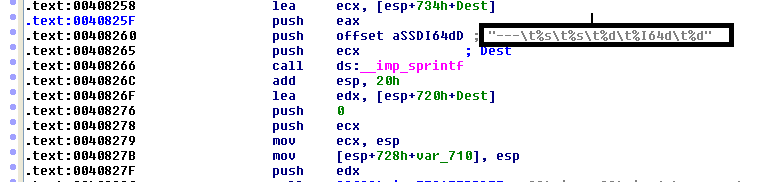 .text:00408258 lea ecx, [esp+734h+Dest]
.text:0040825F push eax
.text:00408260 push offset aSSDI64dD ; "---\t%s\t%s\t%d\t%I64d\t%d"
.text:00408265 push ecx ; Dest
.text:00408266 call ds:__imp_sprintf
.text:0040826C add esp, 20h
.text:0040826F lea edx, [esp+720h+Dest]
.text:00408276 push 0
.text:00408278 push ecx
.text:00408279 mov ecx, esp
.text:0040827B mov [esp+728h+var_710], esp
.text:0040827F push edx